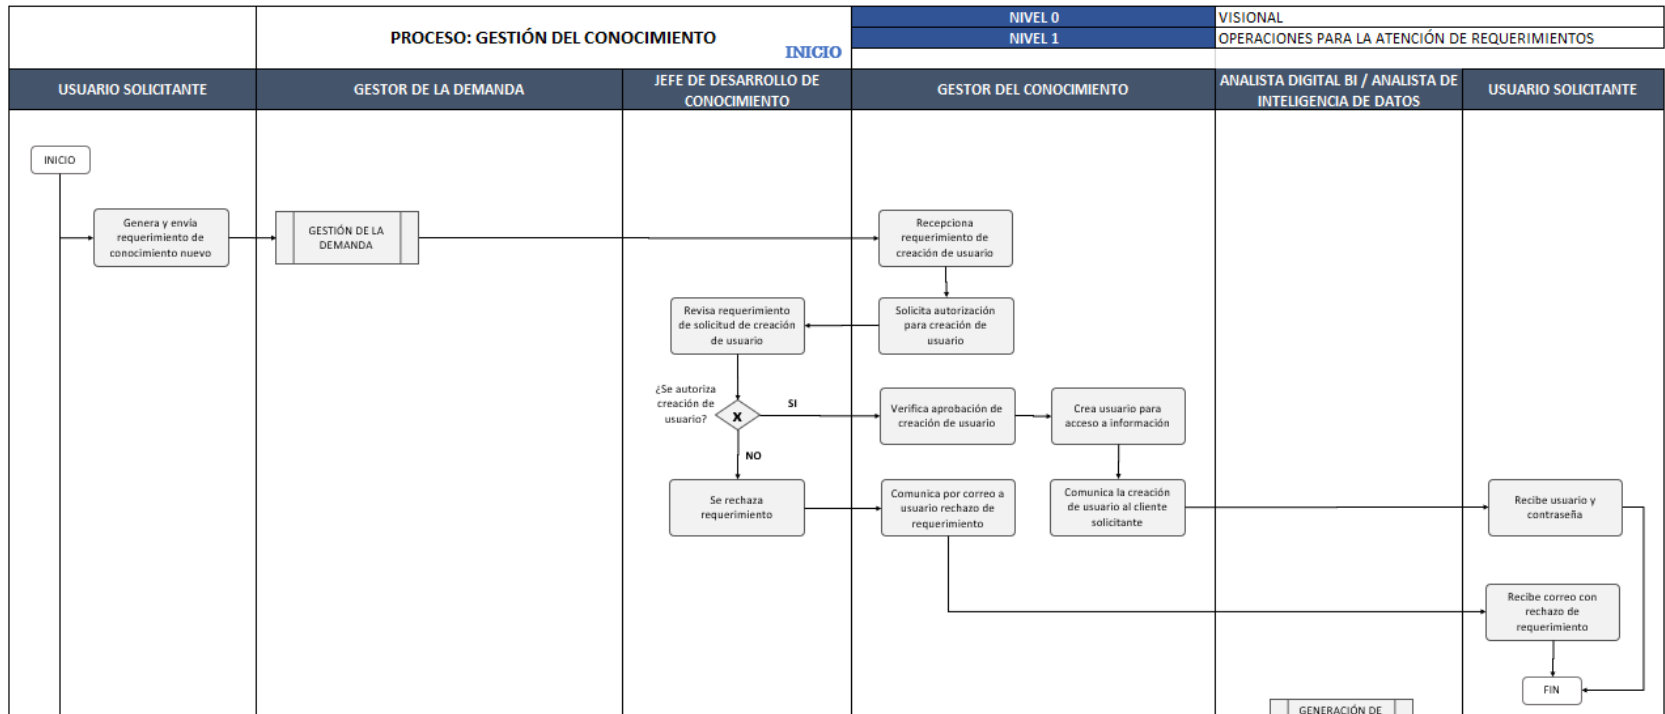 PROCESO: GESTIÓN DEL CONOCIMIENTO
INICIO
NIVEL 0
VISIONAL
NIVEL 1
OPERACIONES PARA LA ATENCIÓN DE REQUERIMIENTOS
USUARIO SOLICITANTE
GESTOR DE LA DEMANDA
JEFE DE DESARROLLO DE
CONOCIMIENTO
GESTOR DEL CONOCIMIENTO
ANALISTA DIGITAL BI / ANALISTA DE
INTELIGENCIA DE DATOS
USUARIO SOLICITANTE
INICIO
Genera y envía
requerimiento de
conocimiento nuevo
GESTIÓN DE LA
DEMANDA
Recepciona
requerimiento de
creación de usuario
Revisa requerimiento
de solicitud de creación
de usuario
Solicita autorización
para creación de
usuario
¿Se autoriza
creación de
usuario?
X
SI
NO
Verifica aprobación de
creación de usuario
Crea usuario para
acceso a información
Se rechaza
requerimiento
Comunica por correo a
usuario rechazo de
requerimiento
Comunica la creación
de usuario al cliente
solicitante
Recibe usuario y
contraseña
Recibe correo con
rechazo de
requerimiento
FIN
GENERACIÓN DE